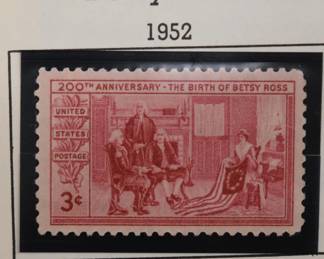 1952
200TH ANNIVERSARY - THE BIRTH OF BETSY ROSS
UNITED
STATES
POSTAGE
3¢